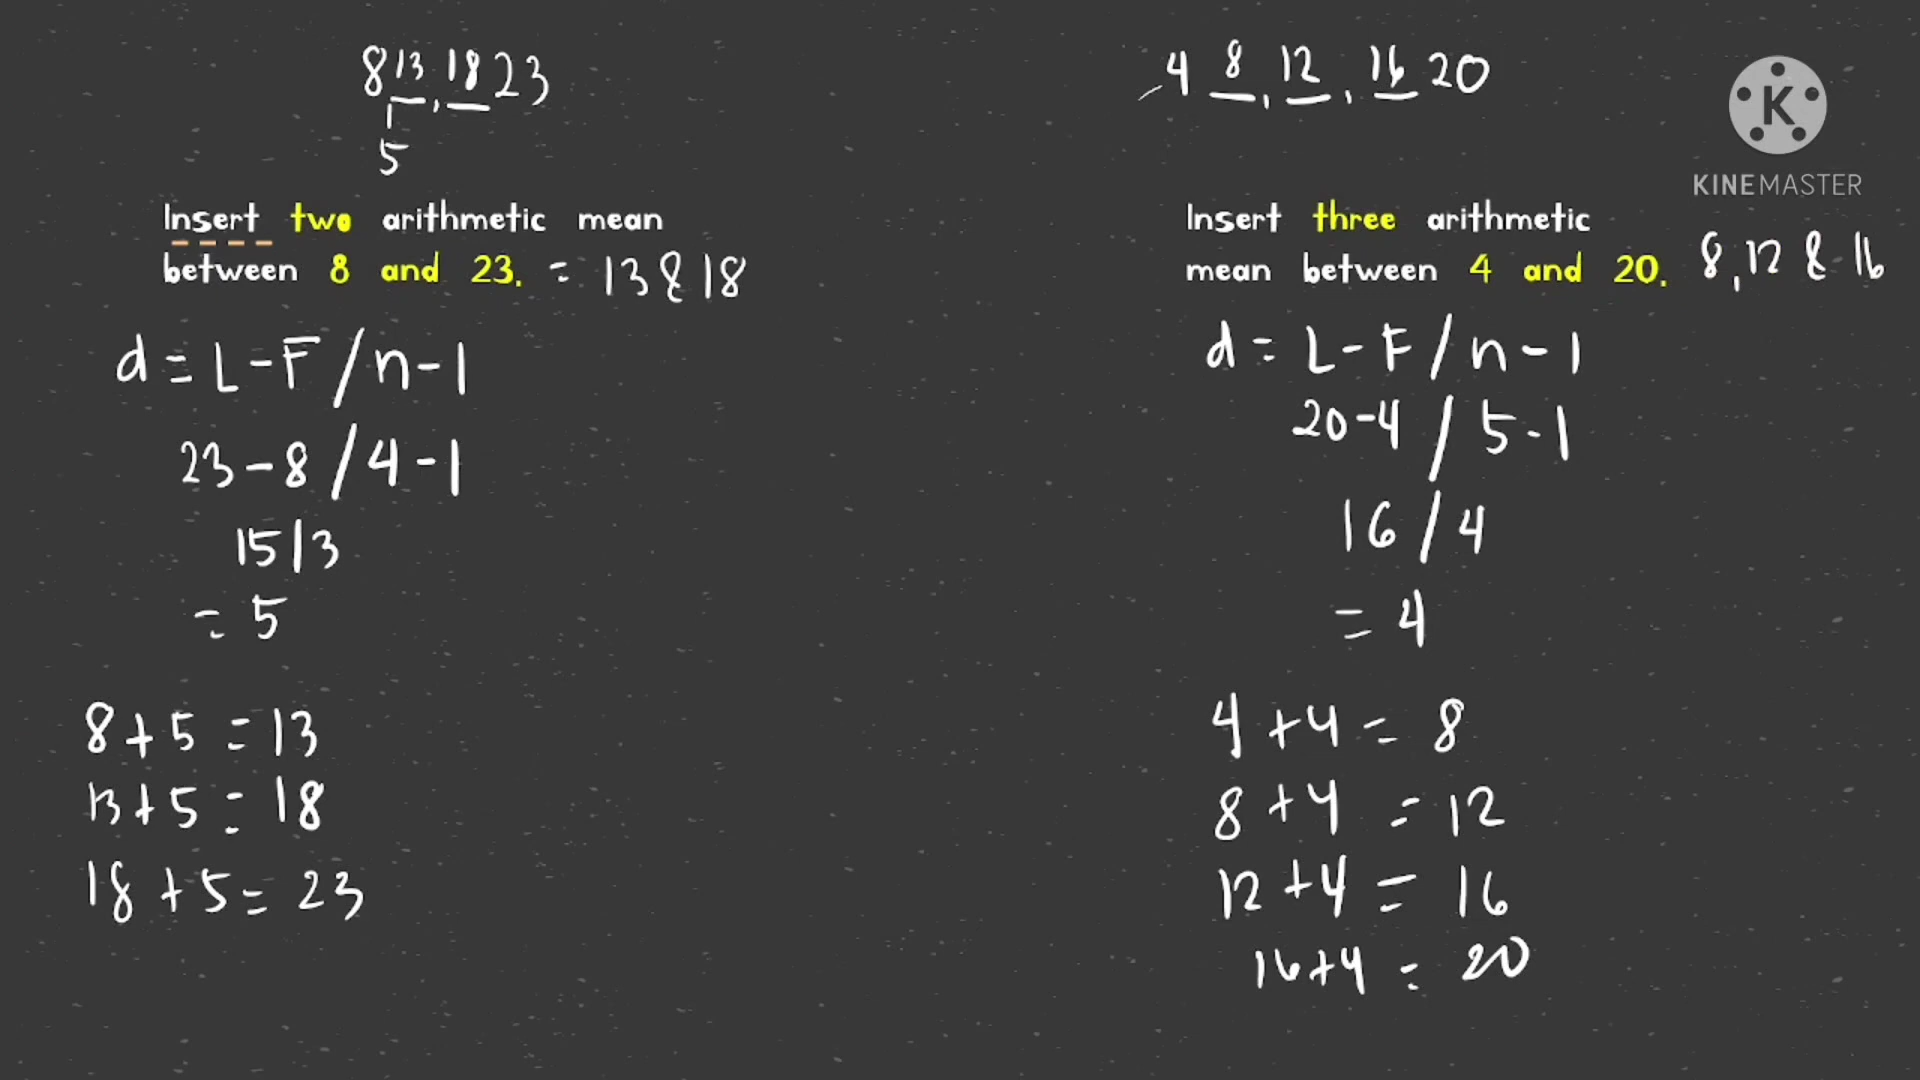 8 13, 18 23
5
Insert two arithmetic mean
between 8 and 23. = 13 & 18
d = L - F / n - 1
23 - 8 / 4 - 1
15 / 3
= 5
8 + 5 = 13
13 + 5 = 18
18 + 5 = 23
4 8, 12, 16 20
KINEMASTER
Insert three arithmetic
mean between 4 and 20. 8, 12 & 16
d = L - F / n - 1
20 - 4 / 5 - 1
16 / 4
= 4
4 + 4 = 8
8 + 4 = 12
12 + 4 = 16
16 + 4 = 20